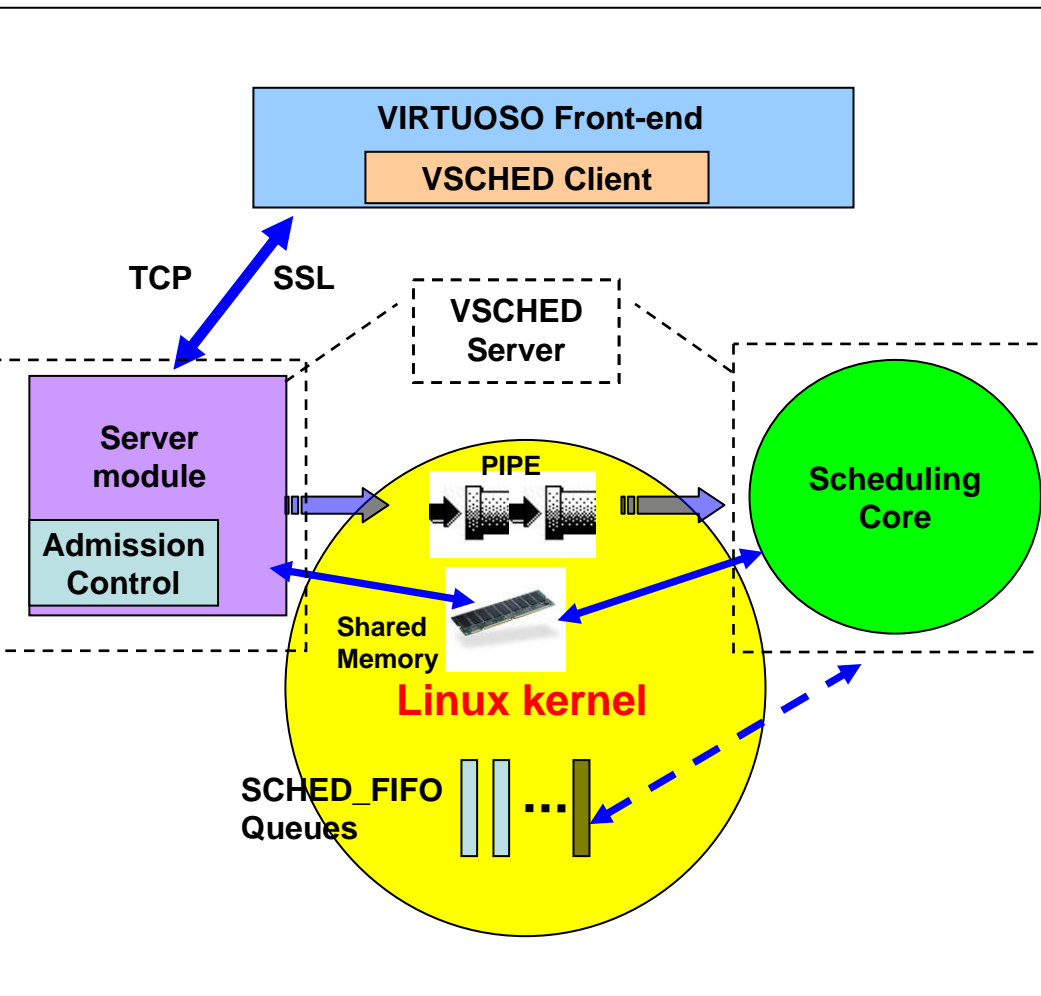 VIRTUOSO Front-end
VSCHED Client
TCP SSL
VSCHED
Server
Server
module
Admission
Control
PIPE
Scheduling
Core
Shared
Memory
Linux kernel
SCHED_FIFO
Queues
...